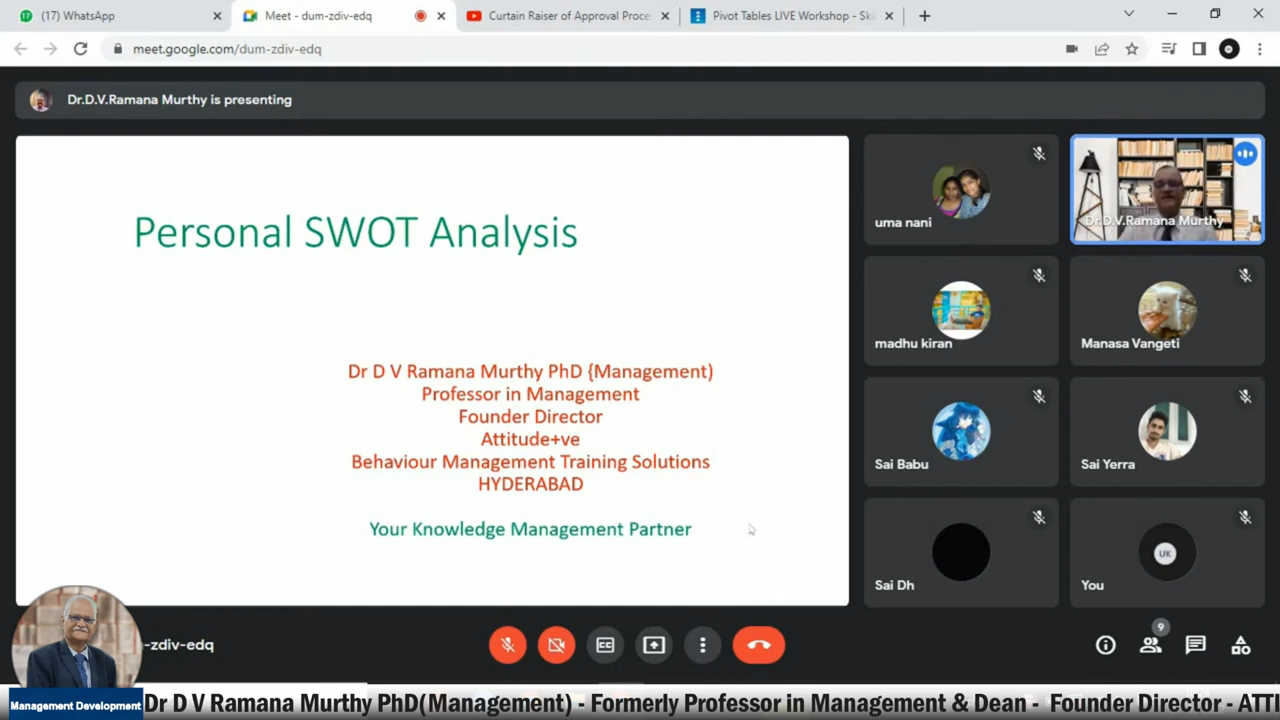 (17) WhatsApp
Meet - dum-zdiv-edq
Curtain Raiser of Approval Proce
Pivot Tables LIVE Workshop - Ski
meet.google.com/dum-zdiv-edq
Dr.D.V.Ramana Murthy is presenting
Personal SWOT Analysis
Dr D V Ramana Murthy PhD {Management)
Professor in Management
Founder Director
Attitude+ve
Behaviour Management Training Solutions
HYDERABAD
Your Knowledge Management Partner
uma nani
Dr.D.V.Ramana Murthy
madhu kiran
Manasa Vangeti
Sai Babu
Sai Yerra
Sai Dh
UK
You
-zdiv-edq
CC
9
Management Development
Dr D V Ramana Murthy PhD(Management) - Formerly Professor in Management & Dean - Founder Director - ATTI